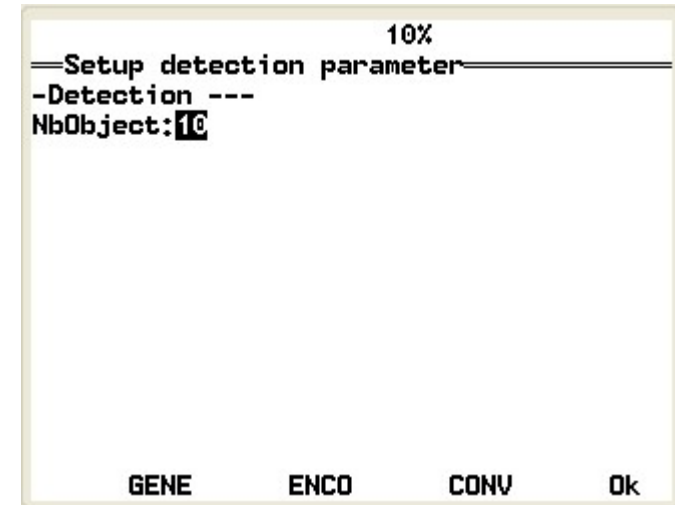 10%
Setup detection parameter
-Detection ---
NbObject:10
GENE ENCO CONV Ok